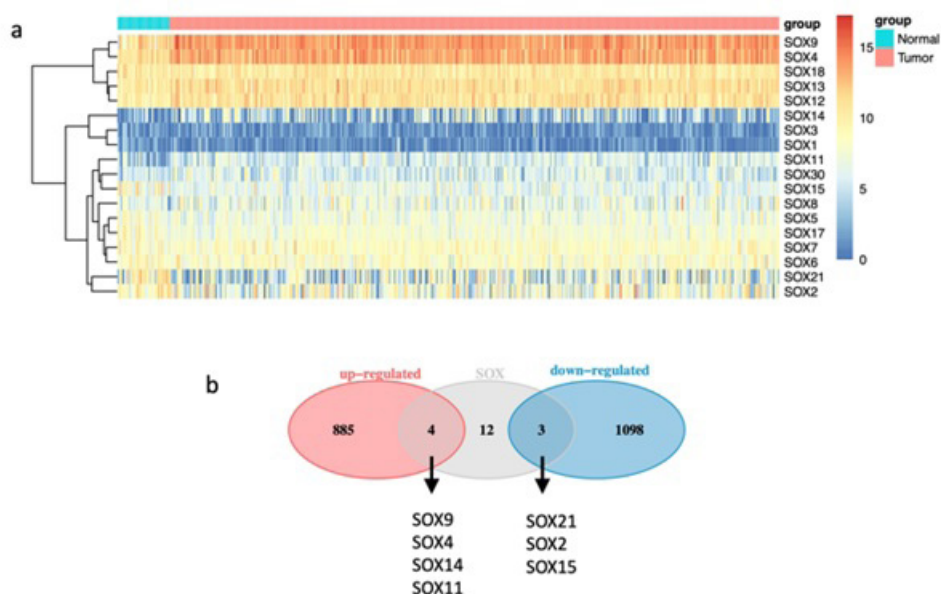 a
group
SOX9
SOX4
SOX18
SOX13
SOX12
SOX14
SOX3
SOX1
SOX11
SOX30
SOX15
SOX8
SOX5
SOX17
SOX7
SOX6
SOX21
SOX2
15
10
5
0
group
Normal
Tumor
b
up-regulated
SOX
down-regulated
885
4
12
3
1098
SOX9
SOX4
SOX14
SOX11
SOX21
SOX2
SOX15